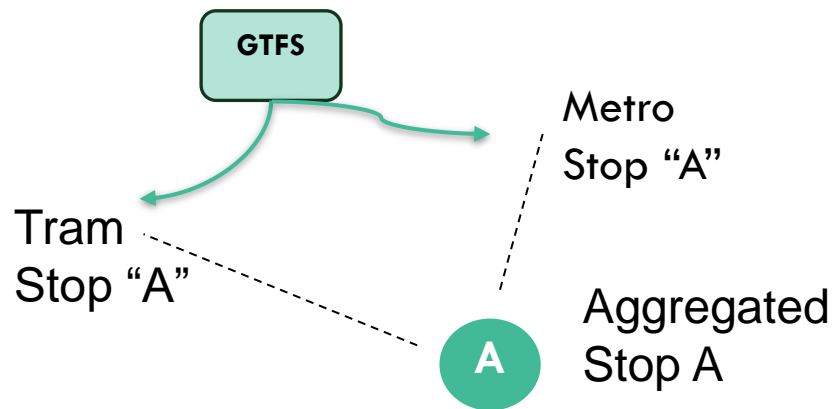 GTFS
Metro
Stop “A”
Tram
Stop “A”
A
Aggregated
Stop A